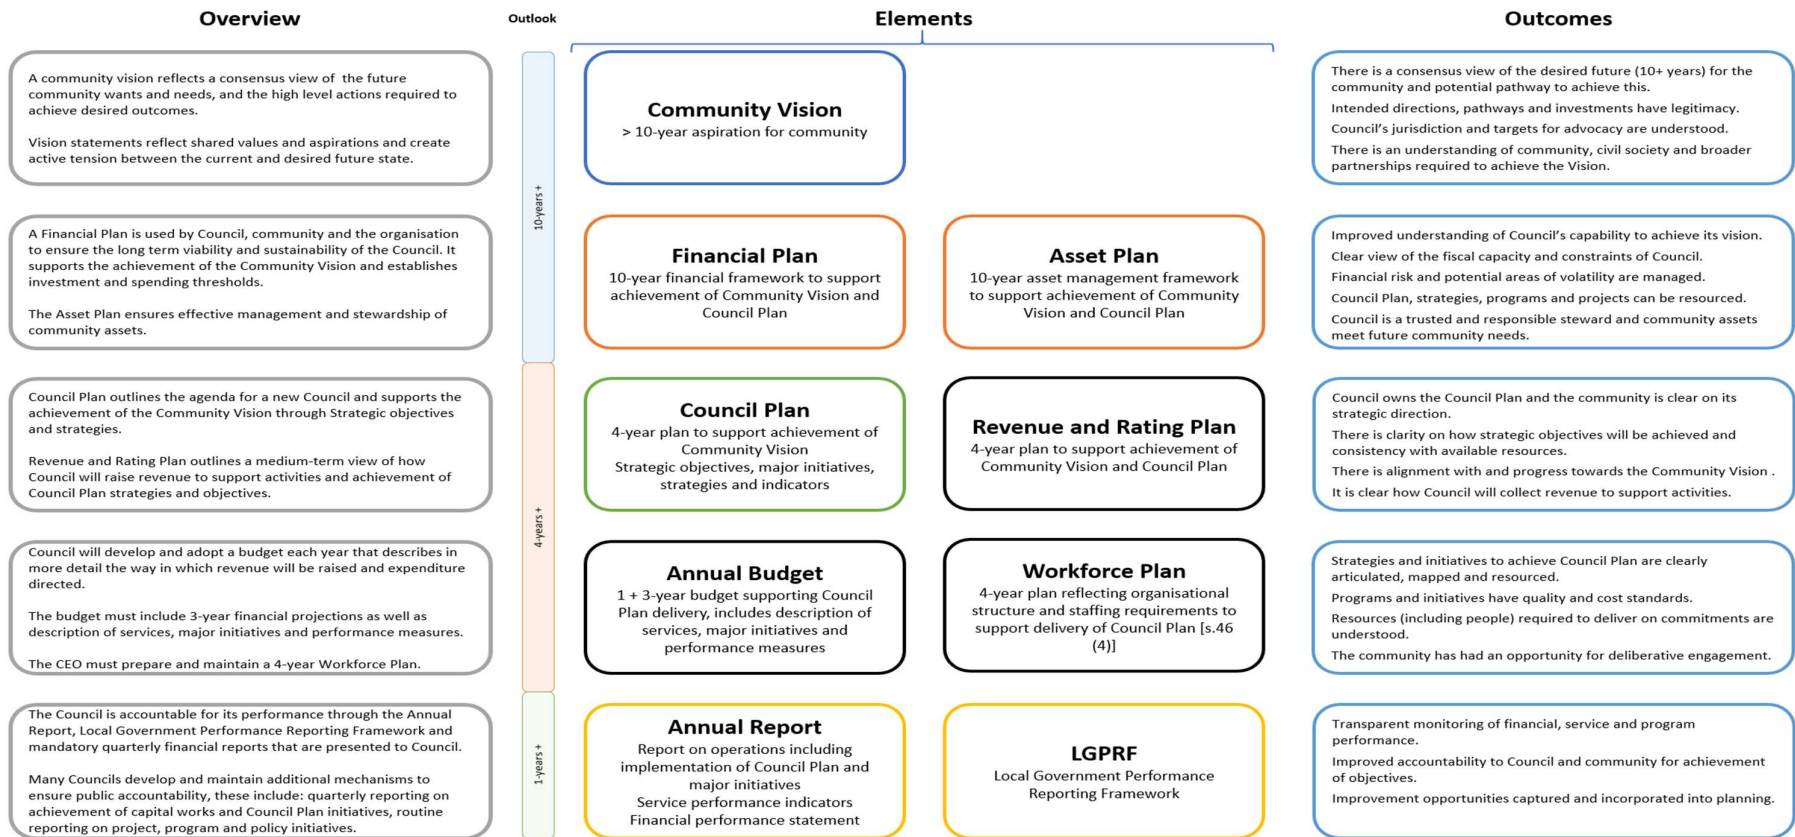 Overview
Outlook
Elements
Outcomes
A community vision reflects a consensus view of  the future
community wants and needs, and the high level actions required to
achieve desired outcomes.
Vision statements reflect shared values and aspirations and create
active tension between the current and desired future state.
10-years +
Community Vision
> 10-year aspiration for community
There is a consensus view of the desired future (10+ years) for the
community and potential pathway to achieve this.
Intended directions, pathways and investments have legitimacy.
Council’s jurisdiction and targets for advocacy are understood.
There is an understanding of community, civil society and broader
partnerships required to achieve the Vision.
A Financial Plan is used by Council, community and the organisation
to ensure the long term viability and sustainability of the Council. It
supports the achievement of the Community Vision and establishes
investment and spending thresholds.
The Asset Plan ensures effective management and stewardship of
community assets.
Financial Plan
10-year financial framework to support
achievement of Community Vision and
Council Plan
Asset Plan
10-year asset management framework
to support achievement of Community
Vision and Council Plan
Improved understanding of Council’s capability to achieve its vision.
Clear view of the fiscal capacity and constraints of Council.
Financial risk and potential areas of volatility are managed.
Council Plan, strategies, programs and projects can be resourced.
Council is a trusted and responsible steward and community assets
meet future community needs.
Council Plan outlines the agenda for a new Council and supports the
achievement of the Community Vision through Strategic objectives
and strategies.
Revenue and Rating Plan outlines a medium-term view of how
Council will raise revenue to support activities and achievement of
Council Plan strategies and objectives.
4-years +
Council Plan
4-year plan to support achievement of
Community Vision
Strategic objectives, major initiatives,
strategies and indicators
Revenue and Rating Plan
4-year plan to support achievement of
Community Vision and Council Plan
Council owns the Council Plan and the community is clear on its
strategic direction.
There is clarity on how strategic objectives will be achieved and
consistency with available resources.
There is alignment with and progress towards the Community Vision .
It is clear how Council will collect revenue to support activities.
Council will develop and adopt a budget each year that describes in
more detail the way in which revenue will be raised and expenditure
directed.
The budget must include 3-year financial projections as well as
description of services, major initiatives and performance measures.
The CEO must prepare and maintain a 4-year Workforce Plan.
Annual Budget
1 + 3-year budget supporting Council
Plan delivery, includes description of
services, major initiatives and
performance measures
Workforce Plan
4-year plan reflecting organisational
structure and staffing requirements to
support delivery of Council Plan [s.46
(4)]
Strategies and initiatives to achieve Council Plan are clearly
articulated, mapped and resourced.
Programs and initiatives have quality and cost standards.
Resources (including people) required to deliver on commitments are
understood.
The community has had an opportunity for deliberative engagement.
The Council is accountable for its performance through the Annual
Report, Local Government Performance Reporting Framework and
mandatory quarterly financial reports that are presented to Council.
Many Councils develop and maintain additional mechanisms to
ensure public accountability, these include: quarterly reporting on
achievement of capital works and Council Plan initiatives, routine
reporting on project, program and policy initiatives.
1-years +
Annual Report
Report on operations including
implementation of Council Plan and
major initiatives
Service performance indicators
Financial performance statement
LGPRF
Local Government Performance
Reporting Framework
Transparent monitoring of financial, service and program
performance.
Improved accountability to Council and community for achievement
of objectives.
Improvement opportunities captured and incorporated into planning.